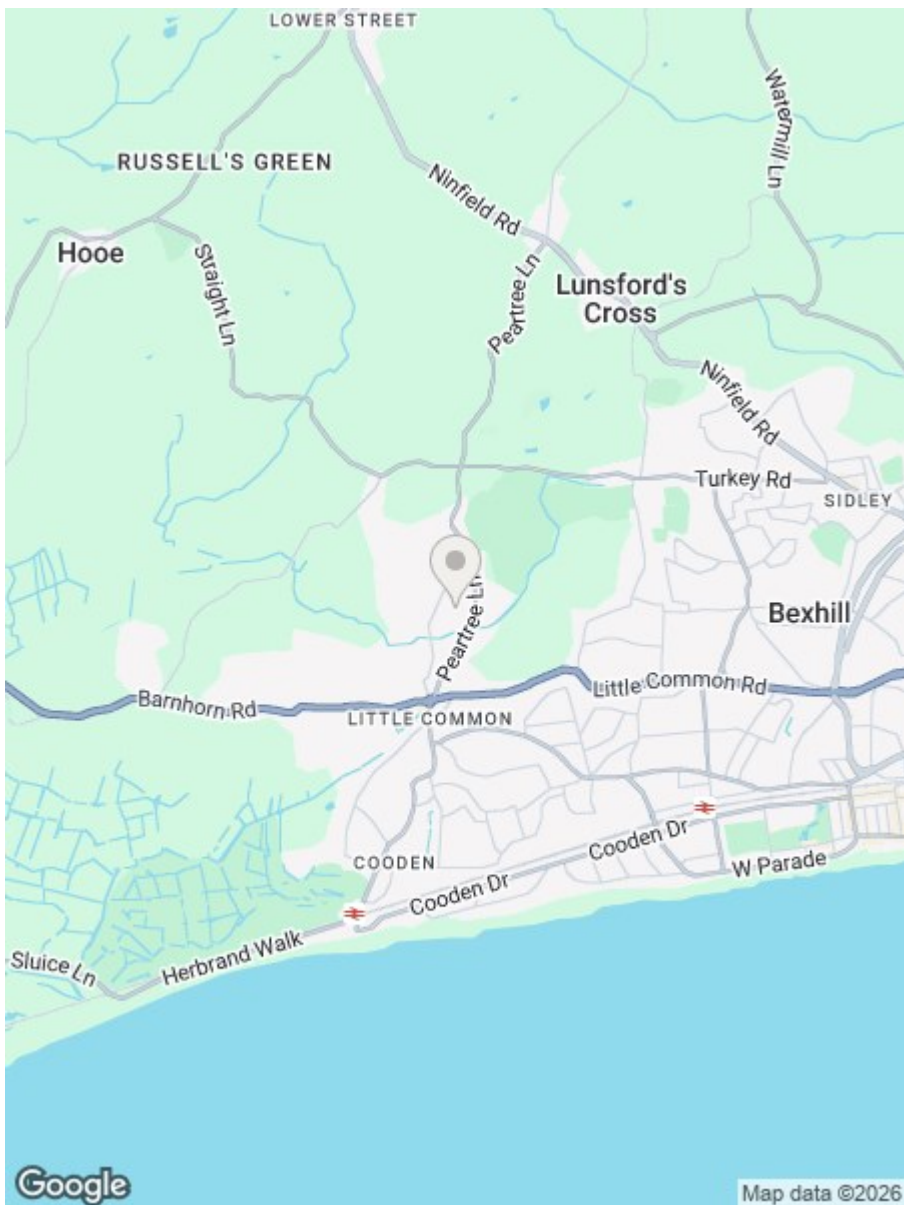 LOWER STREET
Watermill Ln
RUSSELL'S GREEN
Ninfield Rd
Hooe
Straight Ln
Peartree Ln
Lunsford's
Cross
Ninfield Rd
Turkey Rd
SIDLEY
Peartree Ln
Bexhill
Barnhorn Rd
Little Common Rd
LITTLE COMMON
COODEN
Cooden Dr
W Parade
Cooden Dr
Herbrand Walk
Sluice Ln
Google
Map data ©2026